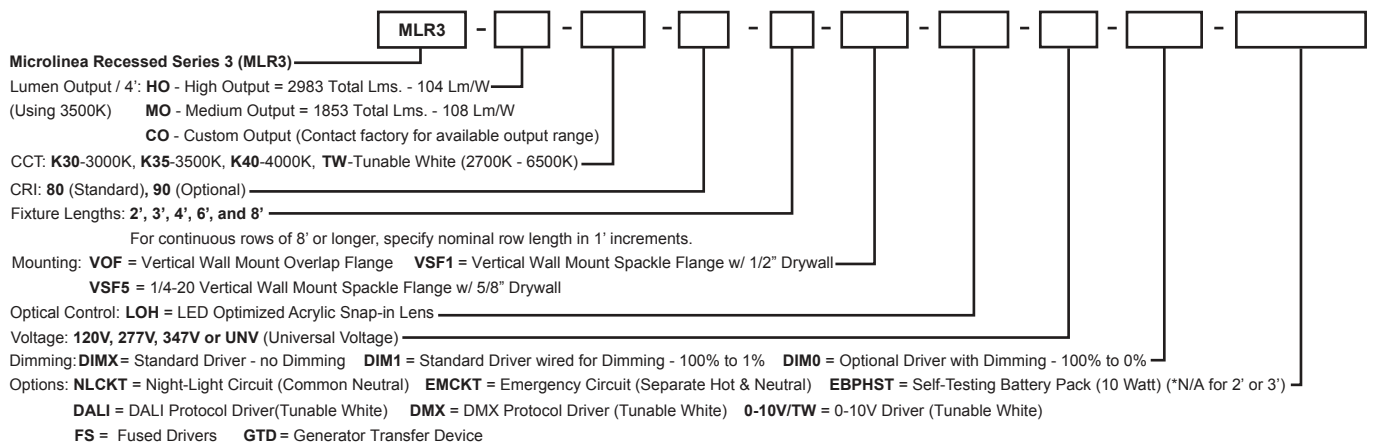 MLR3 - - - - - - - - -
Microlinea Recessed Series 3 (MLR3)
Lumen Output / 4': HO - High Output = 2983 Total Lms. - 104 Lm/W
(Using 3500K) MO - Medium Output = 1853 Total Lms. - 108 Lm/W
CO - Custom Output (Contact factory for available output range)
CCT: K30-3000K, K35-3500K, K40-4000K, TW-Tunable White (2700K - 6500K)
CRI: 80 (Standard), 90 (Optional)
Fixture Lengths: 2', 3', 4', 6', and 8'
For continuous rows of 8' or longer, specify nominal row length in 1' increments.
Mounting: VOF = Vertical Wall Mount Overlap Flange VSF1 = Vertical Wall Mount Spackle Flange w/ 1/2” Drywall
VSF5 = 1/4-20 Vertical Wall Mount Spackle Flange w/ 5/8” Drywall
Optical Control: LOH = LED Optimized Acrylic Snap-in Lens
Voltage: 120V, 277V, 347V or UNV (Universal Voltage)
Dimming: DIMX = Standard Driver - no Dimming DIM1 = Standard Driver wired for Dimming - 100% to 1% DIM0 = Optional Driver with Dimming - 100% to 0%
Options: NLCKT = Night-Light Circuit (Common Neutral) EMCKT = Emergency Circuit (Separate Hot & Neutral) EBPHST = Self-Testing Battery Pack (10 Watt) (*N/A for 2' or 3')
DALI = DALI Protocol Driver(Tunable White) DMX = DMX Protocol Driver (Tunable White) 0-10V/TW = 0-10V Driver (Tunable White)
FS = Fused Drivers GTD = Generator Transfer Device